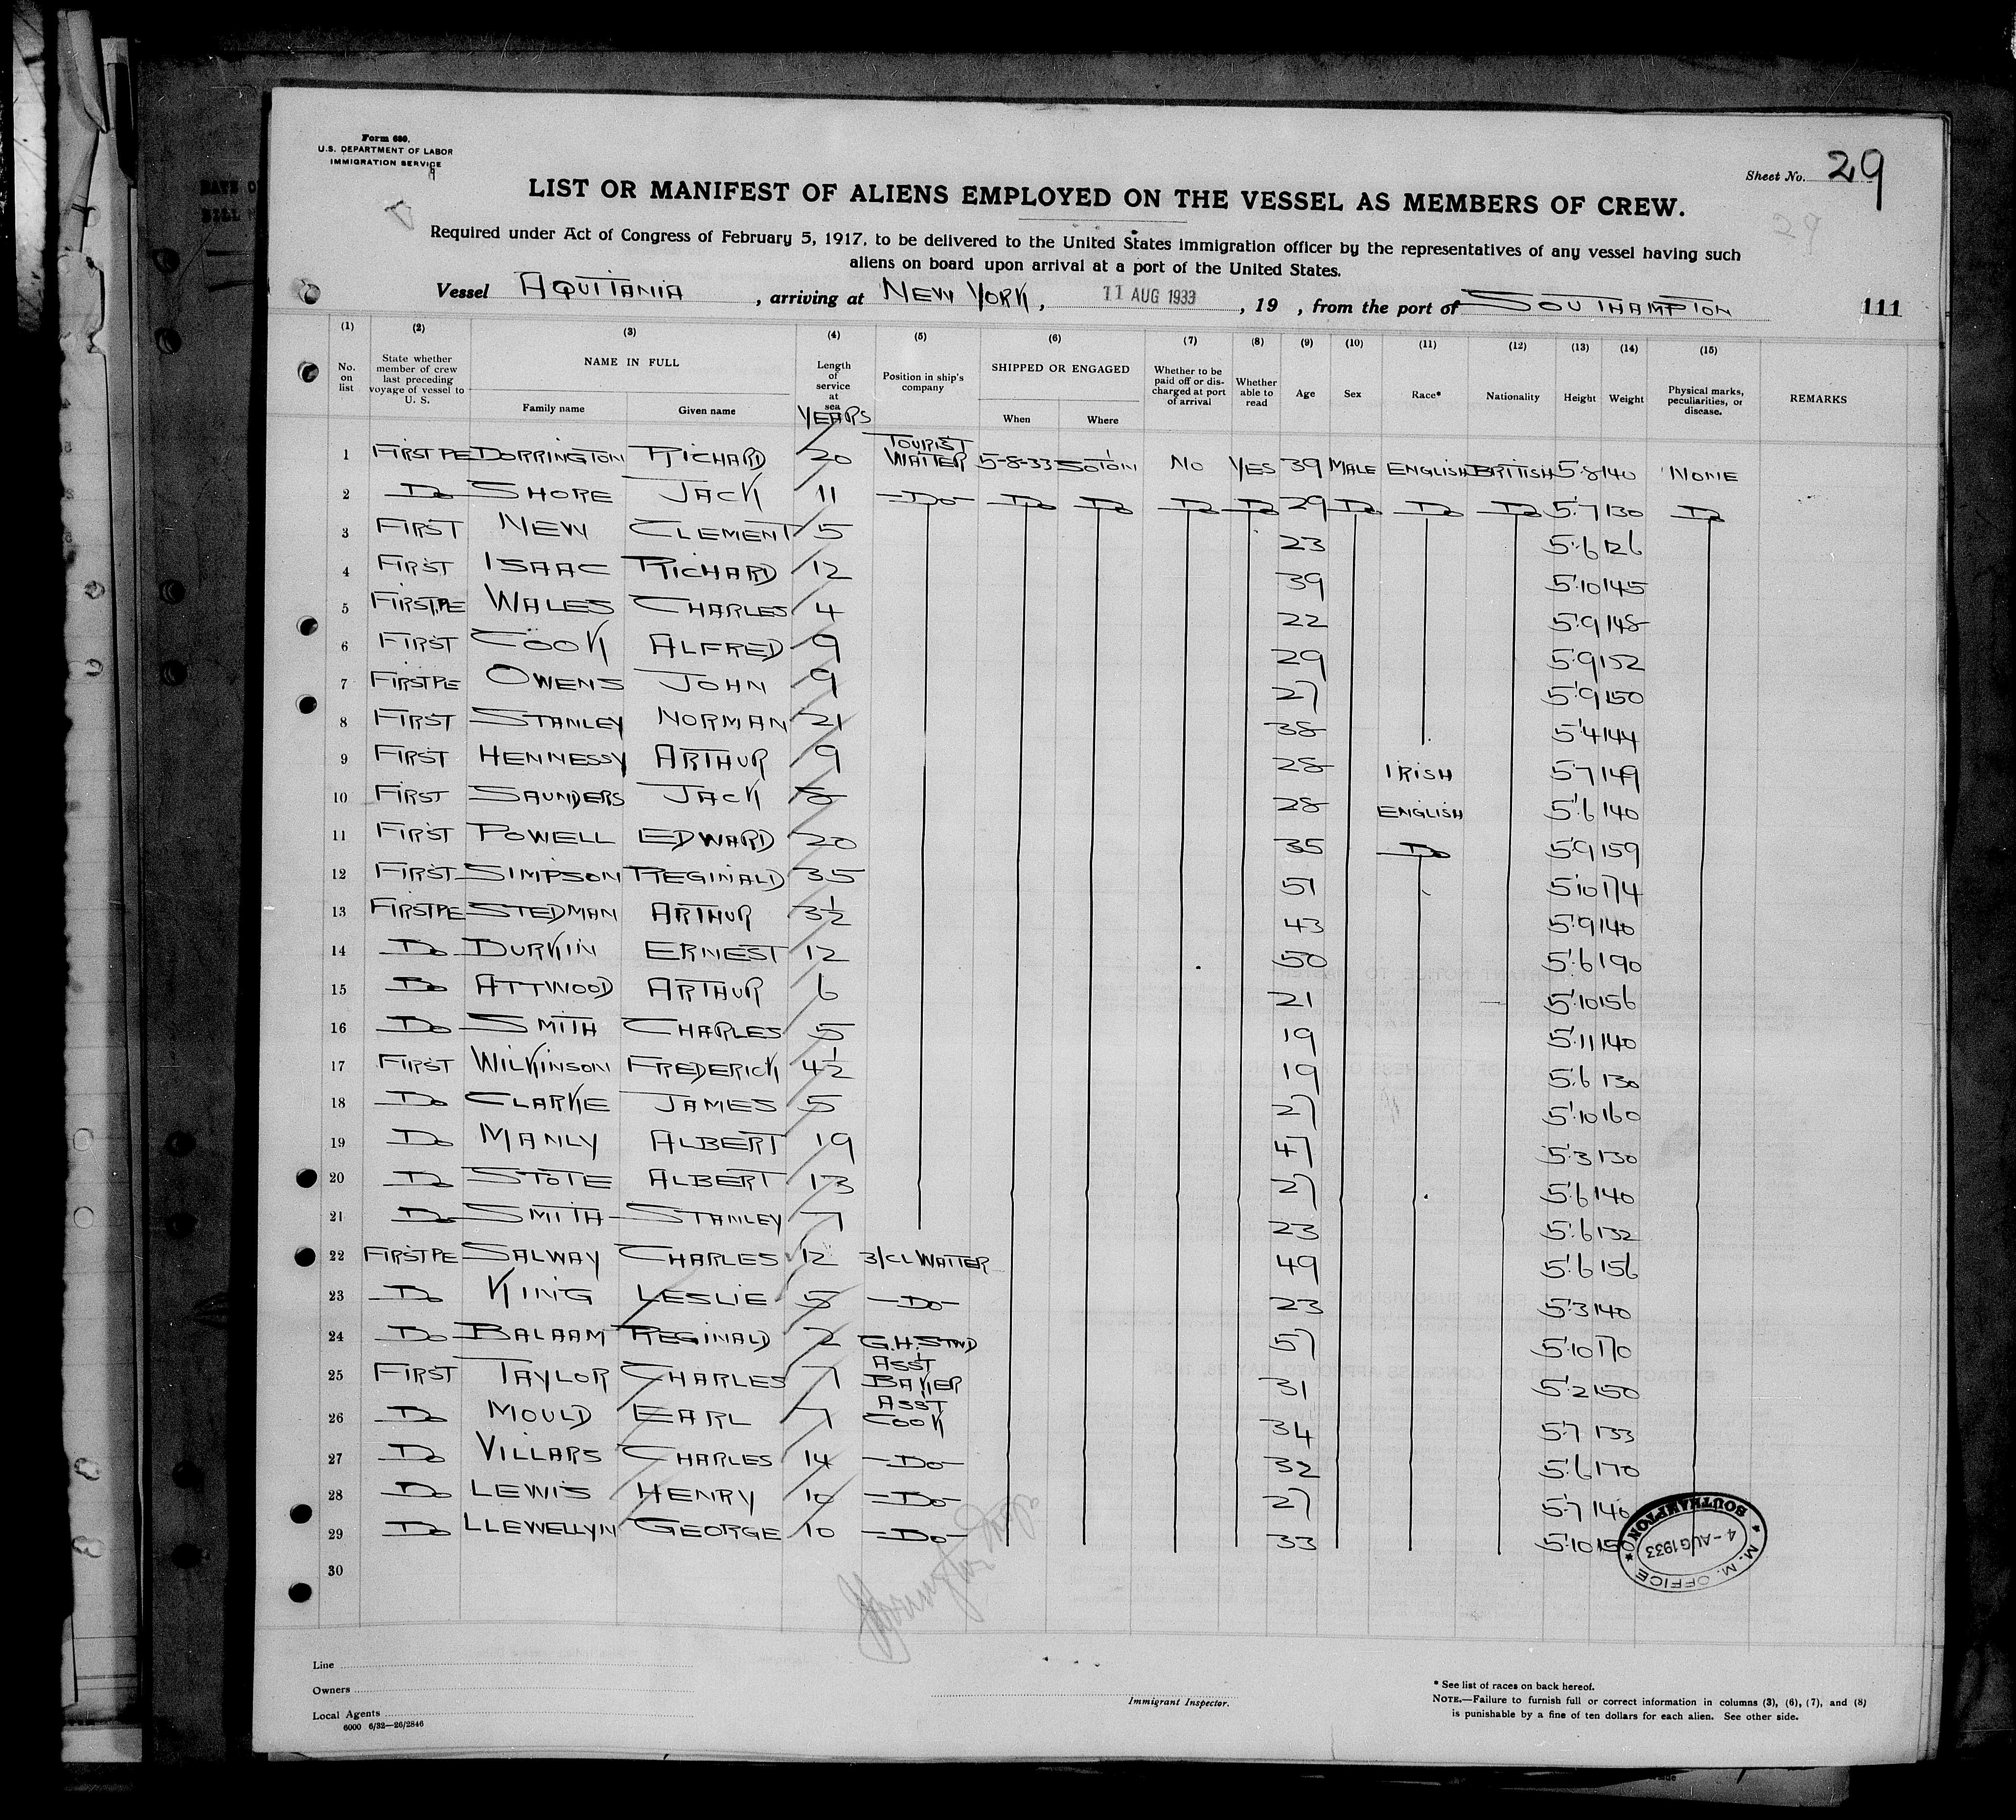 Form 680.
U.S. DEPARTMENT OF LABOR
IMMIGRATION SERVICE
Sheet No. 29
LIST OR MANIFEST OF ALIENS EMPLOYED ON THE VESSEL AS MEMBERS OF CREW.
29
Required under Act of Congress of February 5, 1917, to be delivered to the United States immigration officer by the representatives of any vessel having such
aliens on board upon arrival at a port of the United States.
Vessel AQUITANIA, arriving at NEW YORK, 11 AUG 1933, 19 , from the port of SOUTHAMPTON 111
(1) (2) (3) (4) (5) (6) (7) (8) (9) (10) (11) (12) (13) (14) (15)
No. on list State whether member of crew last preceding voyage of vessel to U. S. NAME IN FULL Family name Given name Length of service at sea YEARS Position in ship's company SHIPPED OR ENGAGED When Where Whether to be paid off or discharged at port of arrival Whether able to read Age Sex Race* Nationality Height Weight Physical marks, peculiarities, or disease. REMARKS
1 FIRST PE DORRINGTON RICHARD 20 TOURIST WAITER 5-8-33 SOTON NO YES 39 MALE ENGLISH BRITISH 5'8 140 NONE
2 Do SHORE JACK 11 -Do- Do Do Do Do 29 Do Do Do 5'7 130 Do
3 FIRST NEW CLEMENT 5 23 5'6 126
4 FIRST ISAAC RICHARD 12 39 5'10 145
5 FIRST PE WALES CHARLES 4 22 5'9 148
6 FIRST COOK ALFRED 9 29 5'9 152
7 FIRST PE OWENS JOHN 9 27 5'9 150
8 FIRST STANLEY NORMAN 21 38 5'4 144
9 FIRST HENNESSY ARTHUR 9 28 IRISH 5'7 149
10 FIRST SAUNDERS JACK 8 28 ENGLISH 5'6 140
11 FIRST POWELL EDWARD 20 35 Do 5'9 159
12 FIRST SIMPSON REGINALD 35 51 5'10 174
13 FIRST PE STEDMAN ARTHUR 3½ 43 5'9 140
14 Do DURKIN ERNEST 12 50 5'6 190
15 Do ATTWOOD ARTHUR 6 21 5'10 156
16 Do SMITH CHARLES 5 19 5'11 140
17 FIRST WILKINSON FREDERICK 4½ 19 5'6 130
18 Do CLARKE JAMES 5 27 5'10 160
19 Do MANLY ALBERT 19 47 5'3 130
20 Do STOTE ALBERT 13 27 5'6 140
21 Do SMITH STANLEY 7 23 5'6 132
22 FIRST PE SALWAY CHARLES 12 3/CL WAITER 49 5'6 156
23 Do KING LESLIE 5 -Do- 23 5'3 140
24 Do BALAAM REGINALD 2 G.H. STWD 57 5'10 170
25 FIRST TAYLOR CHARLES 7 ASST BAKER 31 5'2 150
26 Do MOULD EARL 7 ASST COOK 34 5'7 133
27 Do VILLARS CHARLES 14 -Do- 32 5'6 170
28 Do LEWIS HENRY 10 -Do- 27 5'7 140
29 Do LLEWELLYN GEORGE 10 -Do- 33 5'10 150
30
M. M. OFFICE
4 - AUG 1933
SOUTHAMPTON
Line
Owners
Local Agents
6000 6/32-26/2846
Immigrant Inspector.
* See list of races on back hereof.
NOTE.—Failure to furnish full or correct information in columns (3), (6), (7), and (8)
is punishable by a fine of ten dollars for each alien. See other side.